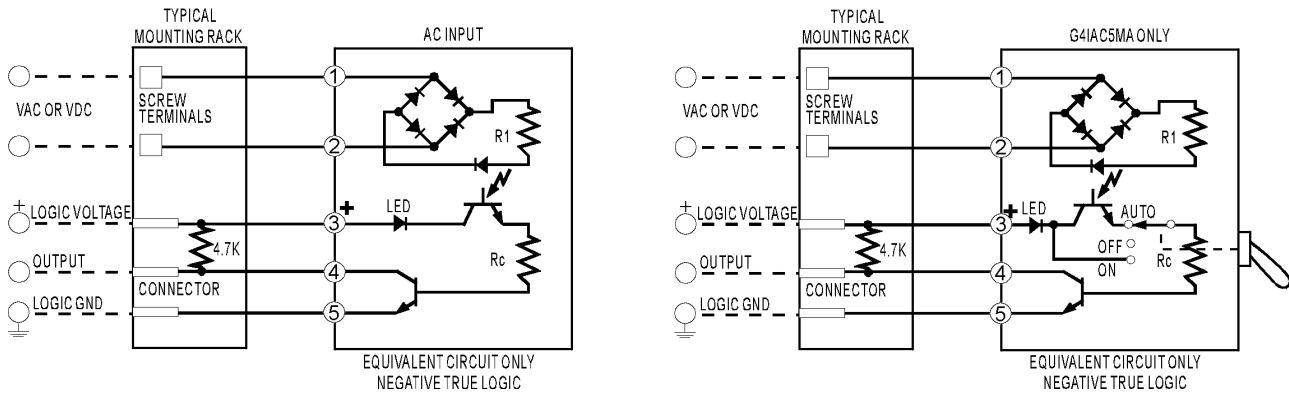 TYPICAL
MOUNTING RACK
AC INPUT
VAC OR VDC
SCREW
TERMINALS
1
2
R1
+
LOGIC VOLTAGE
3
+
LED
4.7K
Rc
OUTPUT
4
CONNECTOR
LOGIC GND
5
EQUIVALENT CIRCUIT ONLY
NEGATIVE TRUE LOGIC
TYPICAL
MOUNTING RACK
G4IAC5MA ONLY
VAC OR VDC
SCREW
TERMINALS
1
2
R1
+
LOGIC VOLTAGE
3
+
LED
AUTO
OFF
ON
4.7K
Rc
OUTPUT
4
CONNECTOR
LOGIC GND
5
EQUIVALENT CIRCUIT ONLY
NEGATIVE TRUE LOGIC